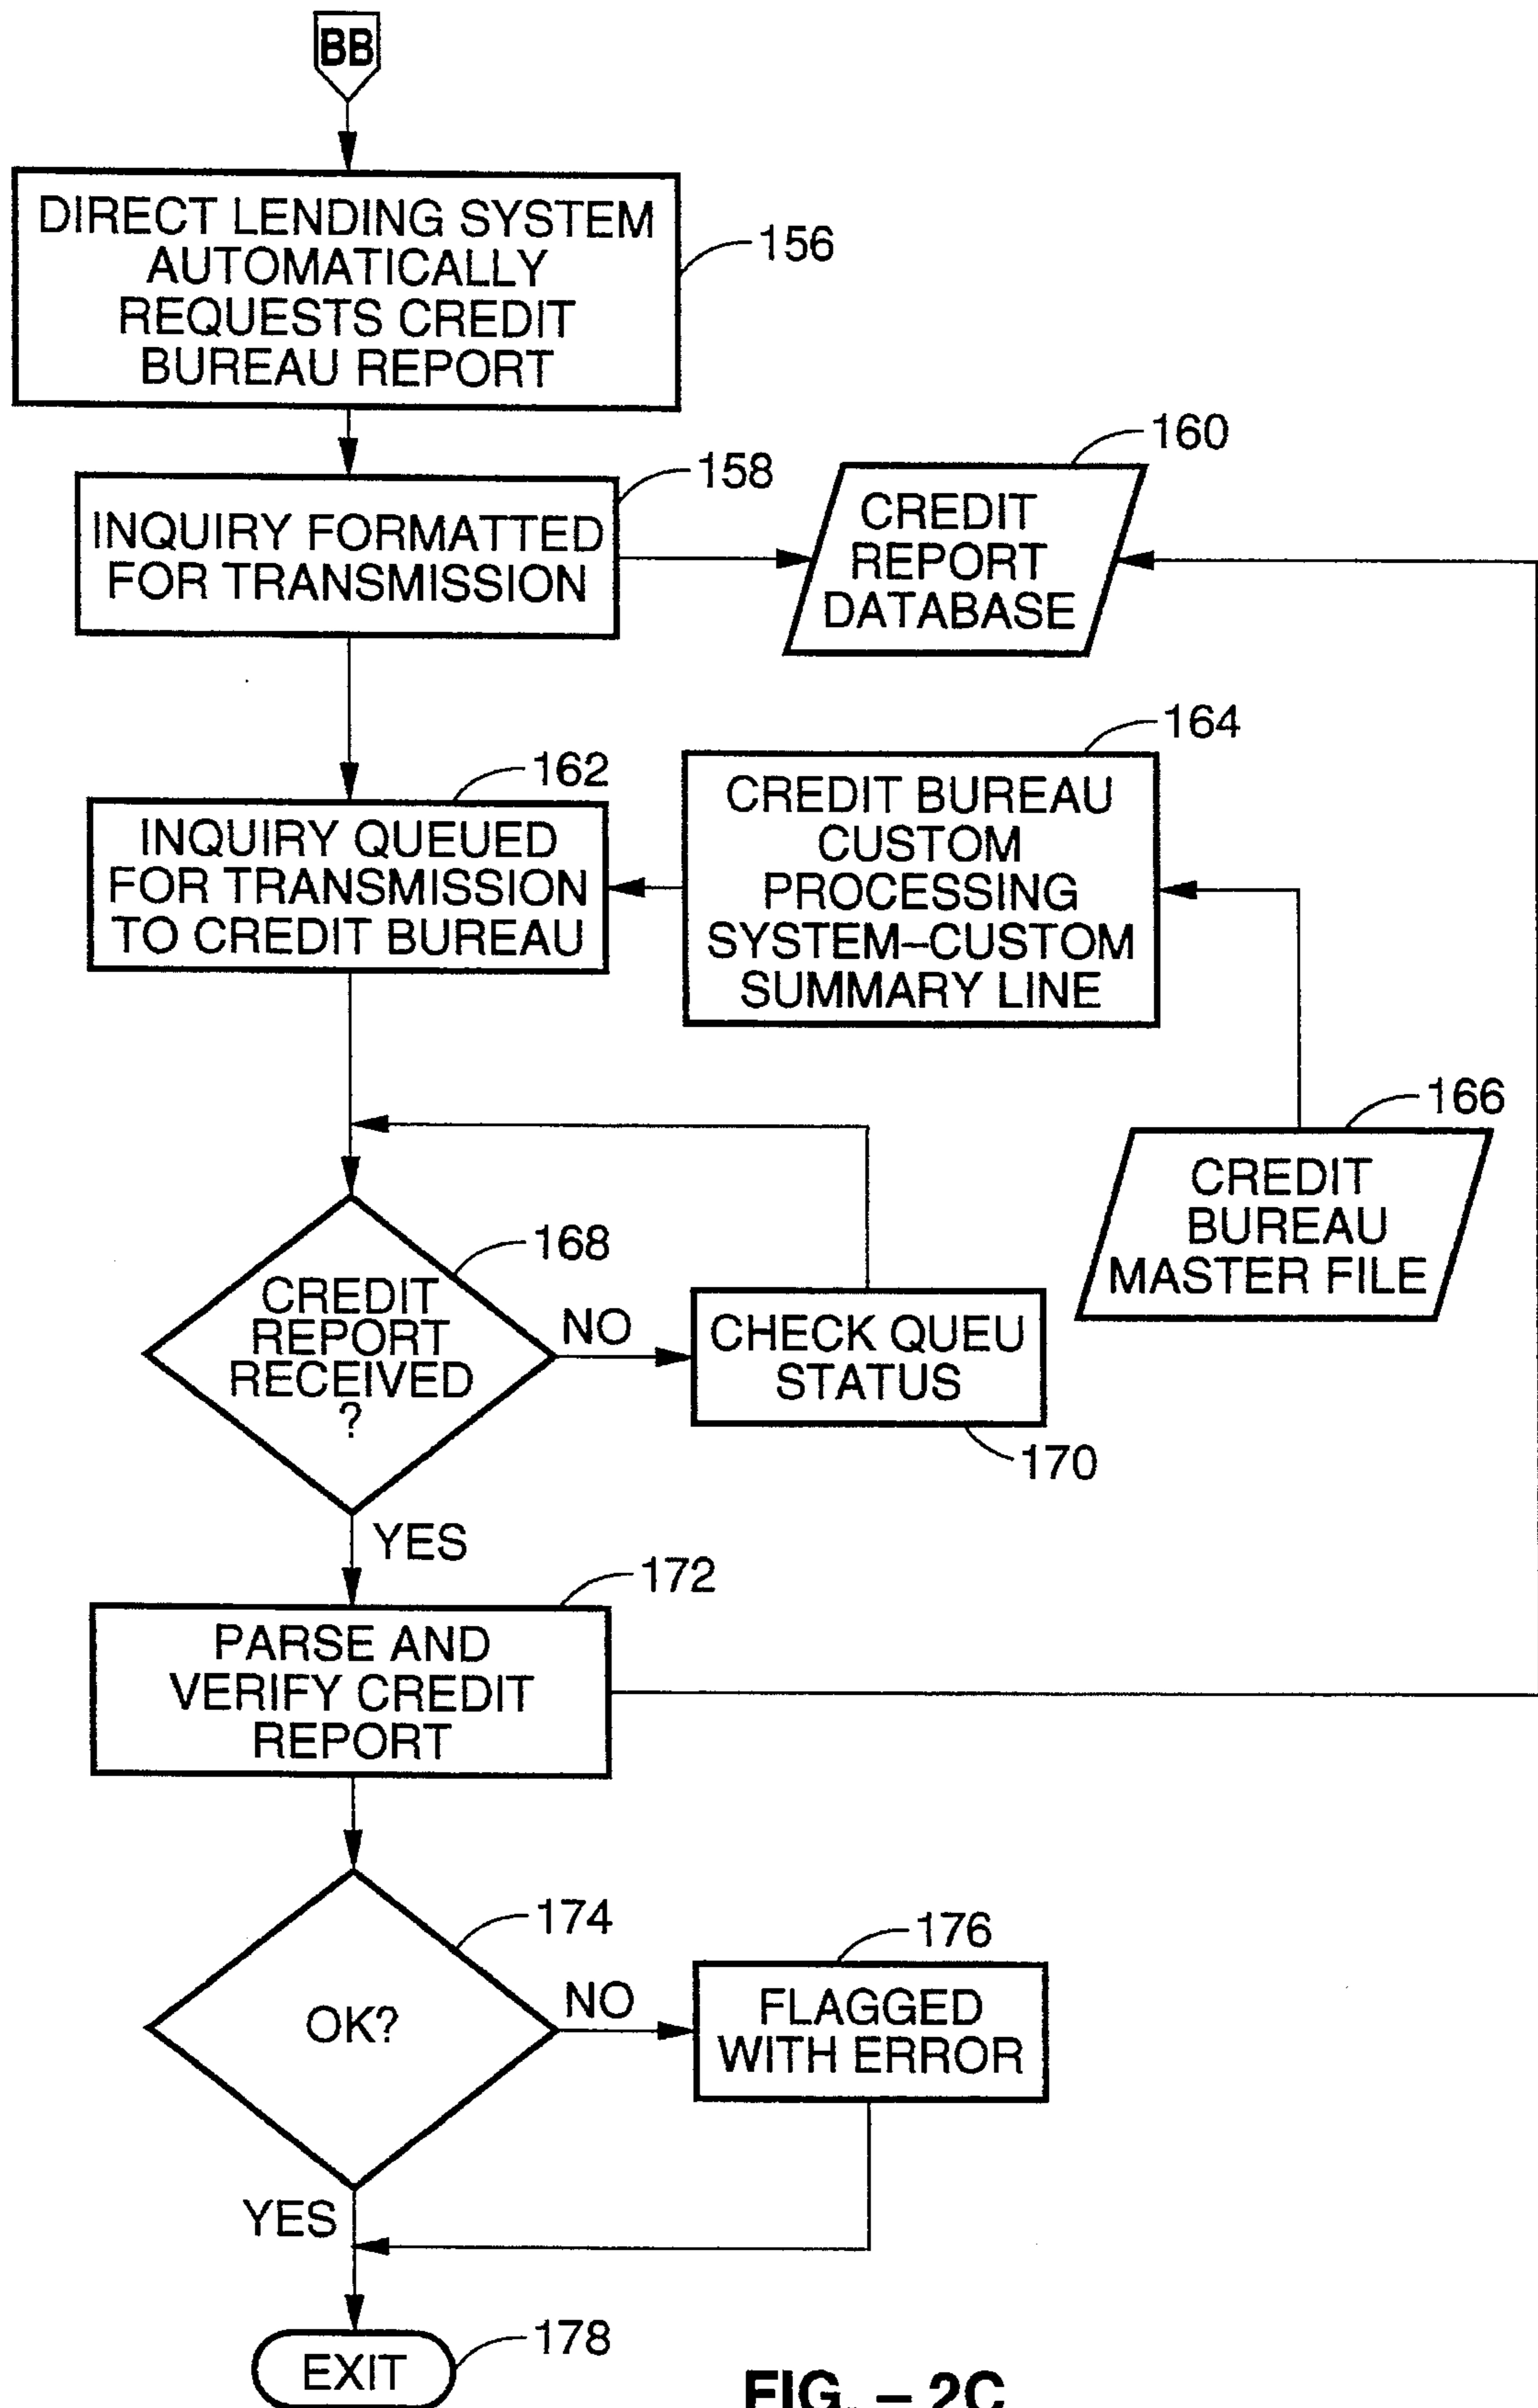 BB
DIRECT LENDING SYSTEM
AUTOMATICALLY
REQUESTS CREDIT
BUREAU REPORT
156
INQUIRY FORMATTED
FOR TRANSMISSION
158
CREDIT
REPORT
DATABASE
160
INQUIRY QUEUED
FOR TRANSMISSION
TO CREDIT BUREAU
162
CREDIT BUREAU
CUSTOM
PROCESSING
SYSTEM–CUSTOM
SUMMARY LINE
164
CREDIT
BUREAU
MASTER FILE
166
CREDIT
REPORT
RECEIVED
?
168
NO
CHECK QUEU
STATUS
170
YES
PARSE AND
VERIFY CREDIT
REPORT
172
OK?
174
NO
FLAGGED
WITH ERROR
176
YES
EXIT
178
FIG. – 2C